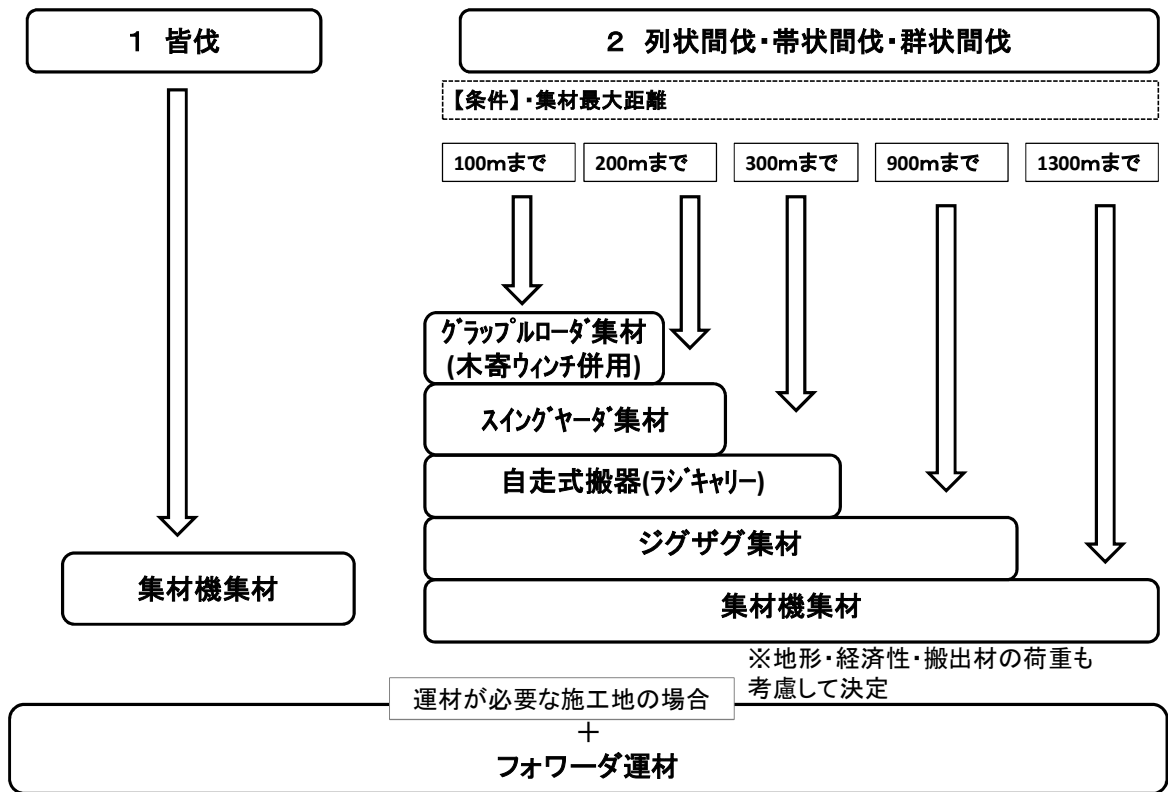 1 皆伐
2 列状間伐・帯状間伐・群状間伐
【条件】・集材最大距離
100mまで
200mまで
300mまで
900mまで
1300mまで
グラップルローダ集材
(木寄ウィンチ併用)
スイングヤーダ集材
自走式搬器(ラジキャリー)
ジグザグ集材
集材機集材
集材機集材
※地形・経済性・搬出材の荷重も
考慮して決定
運材が必要な施工地の場合
+
フォワーダ運材